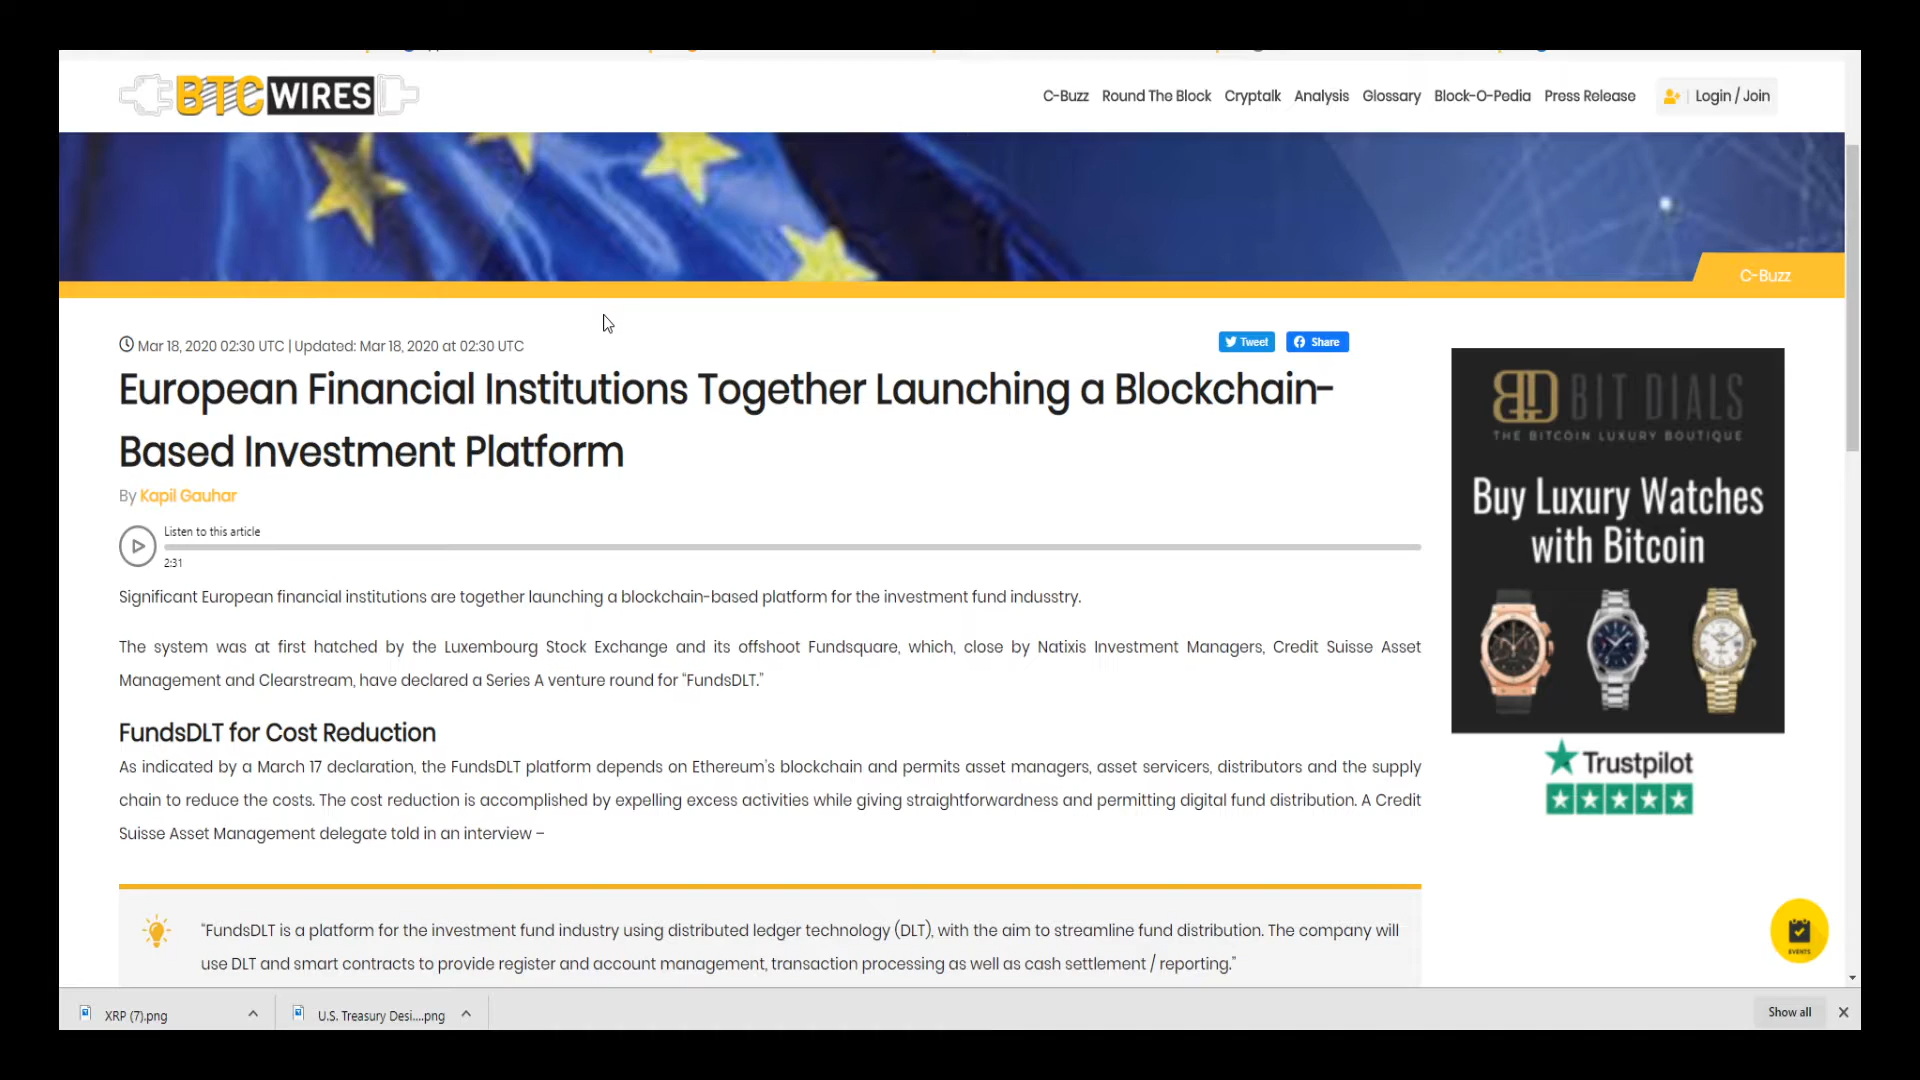 BTC WIRES
C-Buzz Round The Block Cryptalk Analysis Glossary Block-O-Pedia Press Release Login / Join
C-Buzz
Mar 18, 2020 02:30 UTC | Updated: Mar 18, 2020 at 02:30 UTC
Tweet Share
European Financial Institutions Together Launching a Blockchain-
Based Investment Platform
By Kapil Gauhar
Listen to this article
2:31
Significant European financial institutions are together launching a blockchain-based platform for the investment fund indusstry.
The system was at first hatched by the Luxembourg Stock Exchange and its offshoot Fundsquare, which, close by Natixis Investment Managers, Credit Suisse Asset
Management and Clearstream, have declared a Series A venture round for “FundsDLT.”
FundsDLT for Cost Reduction
As indicated by a March 17 declaration, the FundsDLT platform depends on Ethereum’s blockchain and permits asset managers, asset servicers, distributors and the supply
chain to reduce the costs. The cost reduction is accomplished by expelling excess activities while giving straightforwardness and permitting digital fund distribution. A Credit
Suisse Asset Management delegate told in an interview –
“FundsDLT is a platform for the investment fund industry using distributed ledger technology (DLT), with the aim to streamline fund distribution. The company will
use DLT and smart contracts to provide register and account management, transaction processing as well as cash settlement / reporting.”
BIT DIALS
THE BITCOIN LUXURY BOUTIQUE
Buy Luxury Watches
with Bitcoin
Trustpilot
EVENTS
XRP (7).png
U.S. Treasury Desi....png
Show all